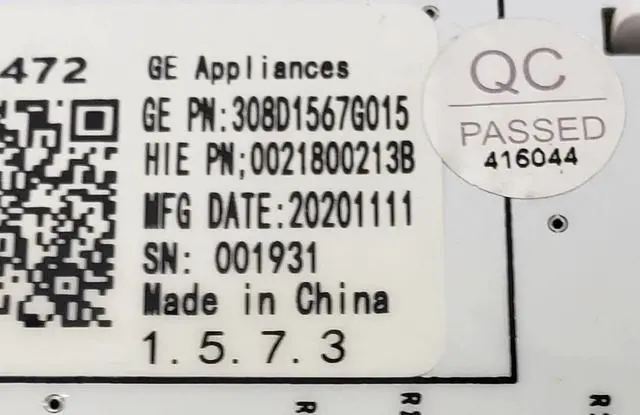 472
GE Appliances
GE PN:308D1567G015
HIE PN;0021800213B
MFG DATE:20201111
SN: 001931
Made in China
1.5.7.3
QC
PASSED
416044
R
R1
R